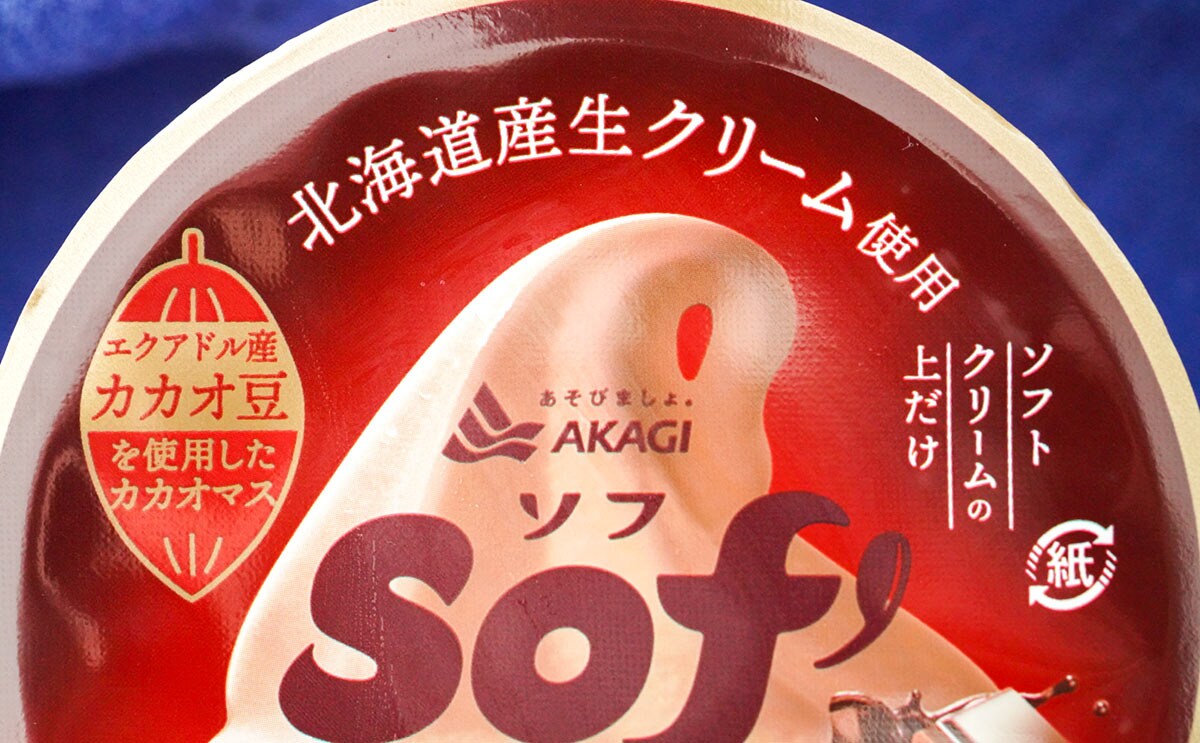 北海道産生クリーム使用
エクアドル産
カカオ豆
を使用した
カカオマス
あそびましょ。
AKAGI
ソフ
Sof'
ソフト
クリームの
上だけ
紙